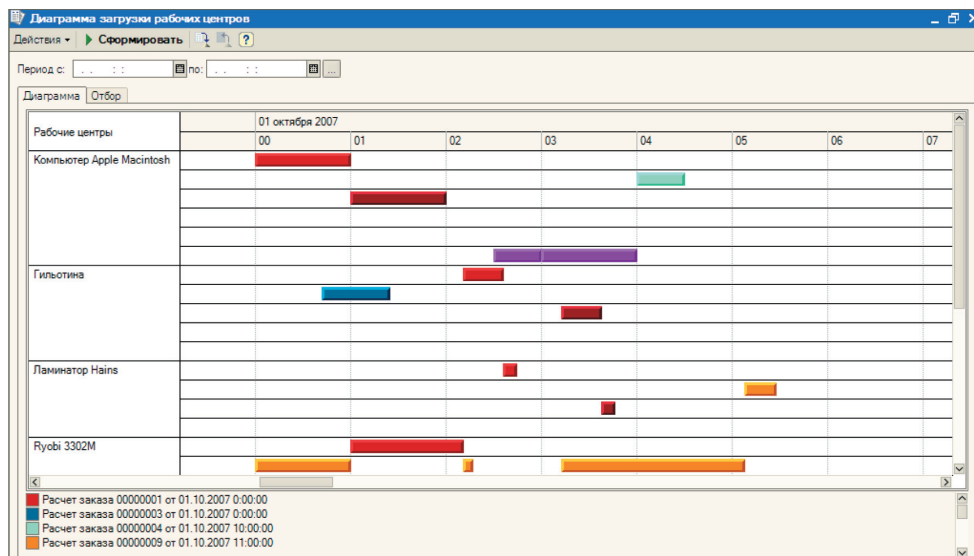 Диаграмма загрузки рабочих центров
Действия Сформировать ?
Период с: . . : : по: . . : : ...
Диаграмма Отбор
Рабочие центры 01 октября 2007
00 01 02 03 04 05 06 07
Компьютер Apple Macintosh
Гильотина
Ламинатор Hains
Ryobi 3302M
Расчет заказа 00000001 от 01.10.2007 0:00:00
Расчет заказа 00000003 от 01.10.2007 0:00:00
Расчет заказа 00000004 от 01.10.2007 10:00:00
Расчет заказа 00000009 от 01.10.2007 11:00:00